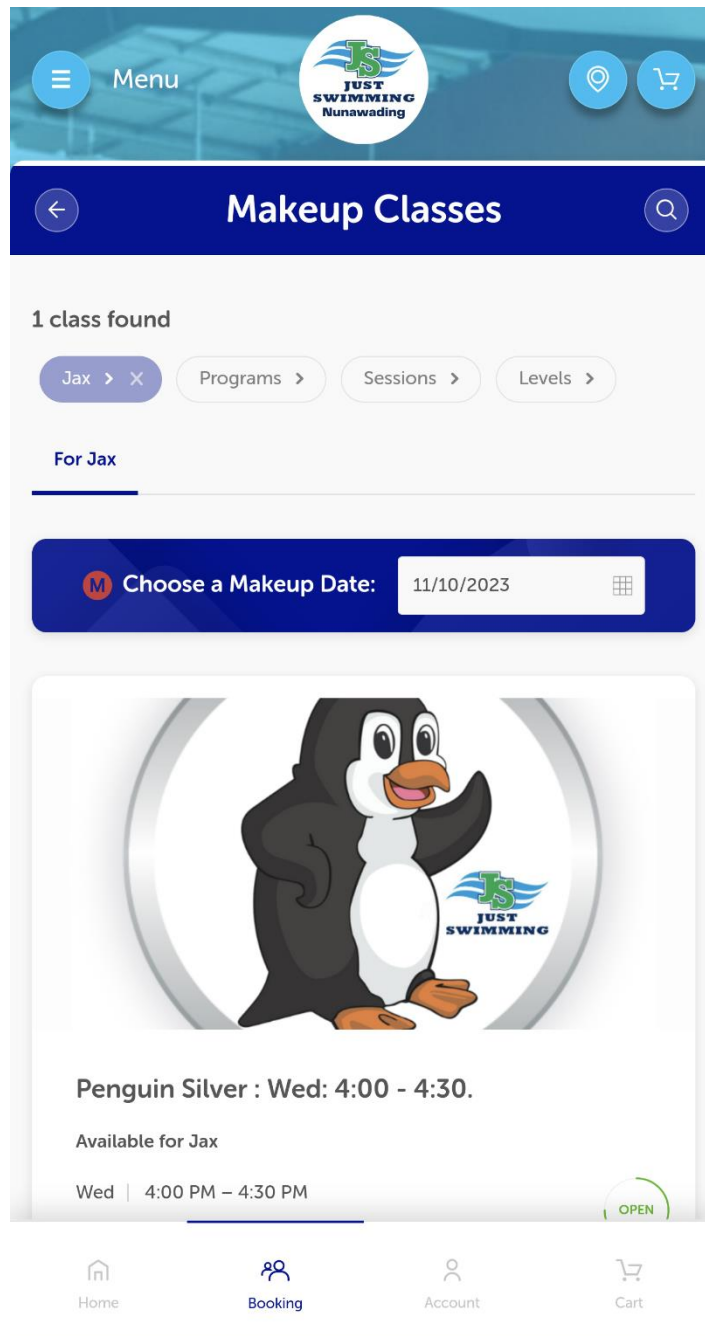 Menu
JS
JUST
SWIMMING
Nunawading
Makeup Classes
1 class found
Jax
Programs
Sessions
Levels
For Jax
M Choose a Makeup Date: 11/10/2023
JS
JUST
SWIMMING
Penguin Silver : Wed: 4:00 - 4:30.
Available for Jax
Wed | 4:00 PM – 4:30 PM
OPEN
Home
Booking
Account
Cart